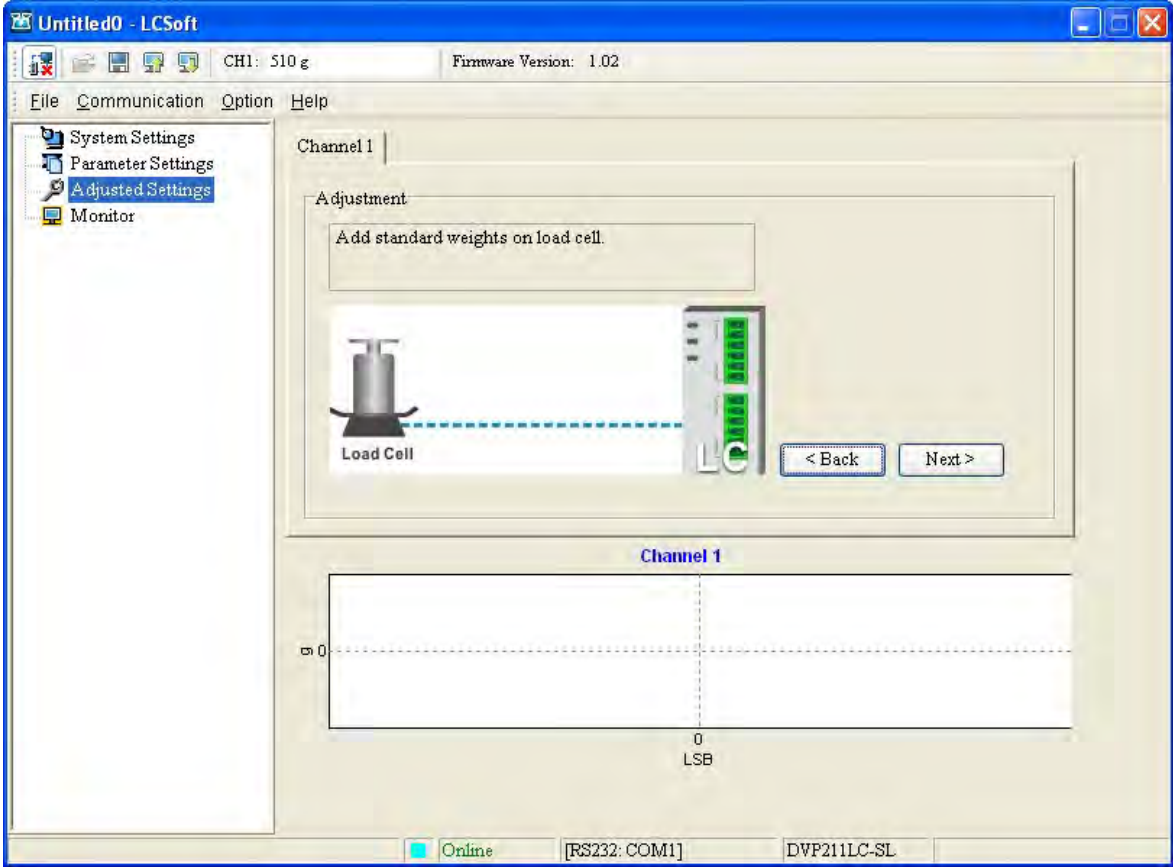 Untitled0 - LCSoft
CH1: 510 g Firmware Version: 1.02
File Communication Option Help
System Settings
Parameter Settings
Adjusted Settings
Monitor
Channel 1
Adjustment
Add standard weights on load cell.
Load Cell
LC
< Back Next >
Channel 1
g 0
0
LSB
Online [RS232: COM1] DVP211LC-SL